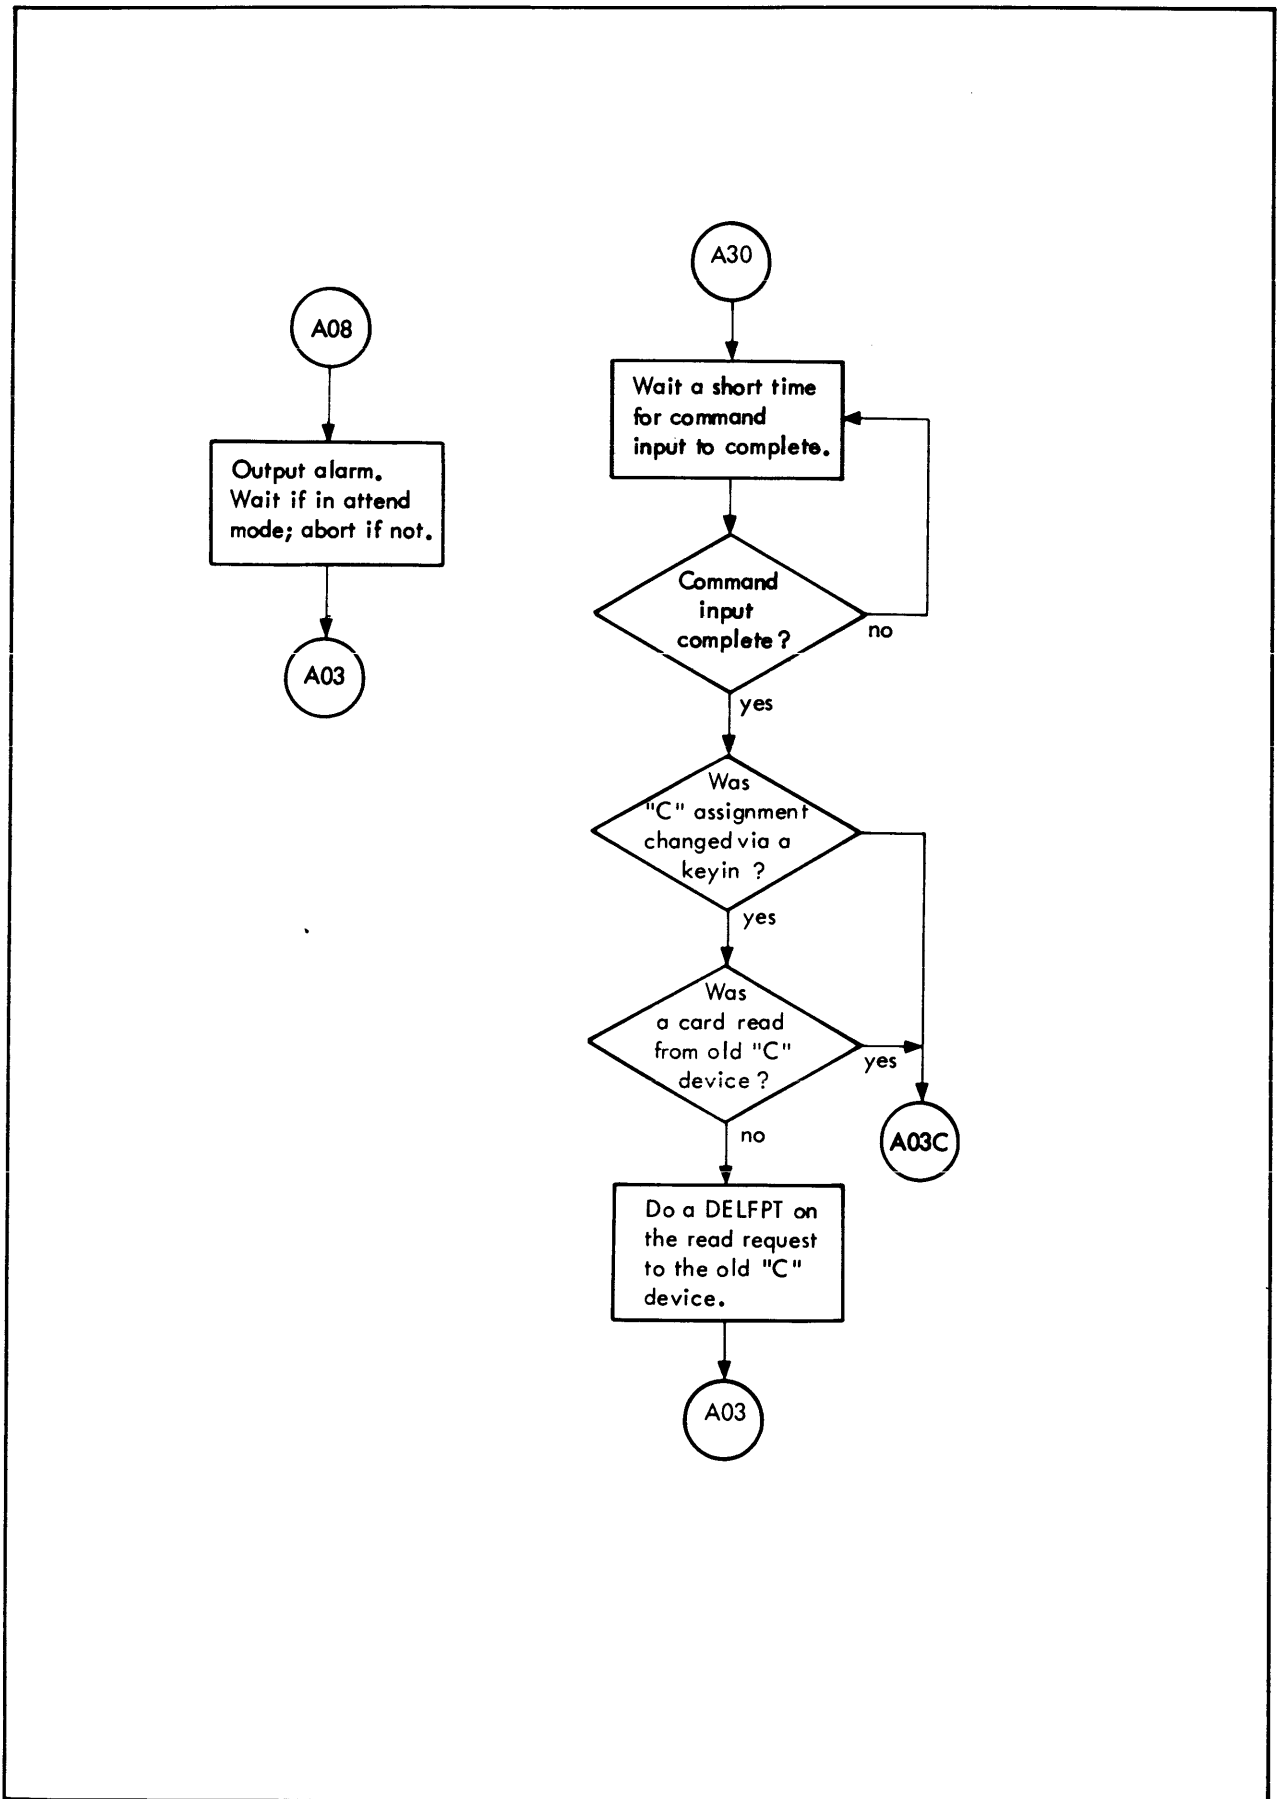 A08
Output alarm.
Wait if in attend
mode; abort if not.
A03
A30
Wait a short time
for command
input to complete.
Command
input
complete?
no
yes
Was
"C" assignment
changed via a
keyin ?
yes
Was
a card read
from old "C"
device ?
yes
no
A03C
Do a DELFPT on
the read request
to the old "C"
device.
A03